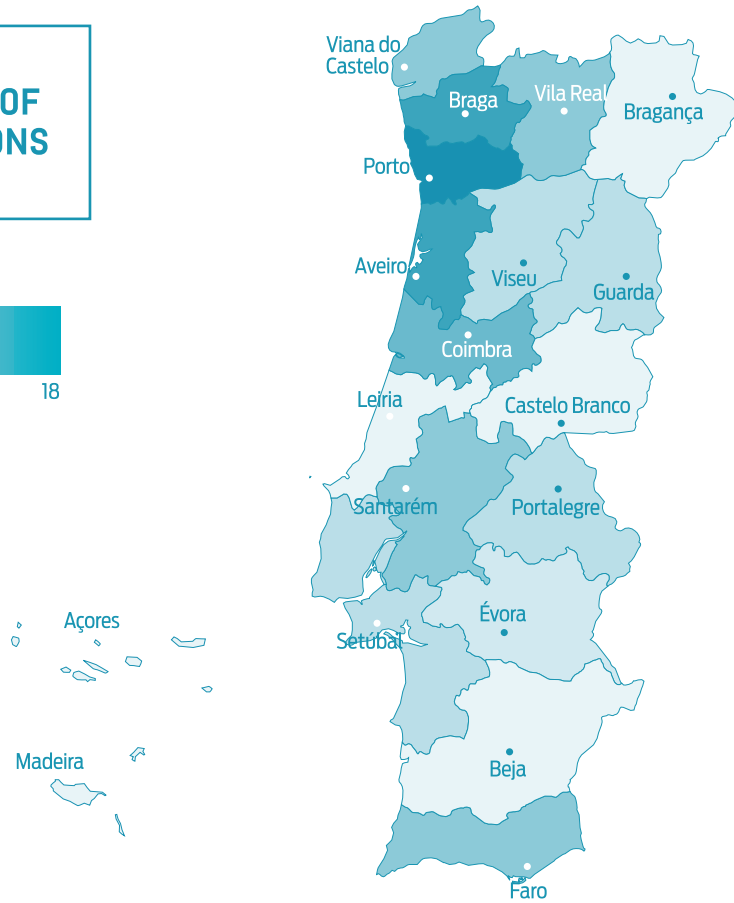 OF
Viana do
Castelo
Braga
Vila Real
Bragança
Porto
Aveiro
Viseu
Guarda
Coimbra
18
Leiria
Castelo Branco
Santarém
Portalegre
Açores
Évora
Setúbal
Madeira
Beja
Faro